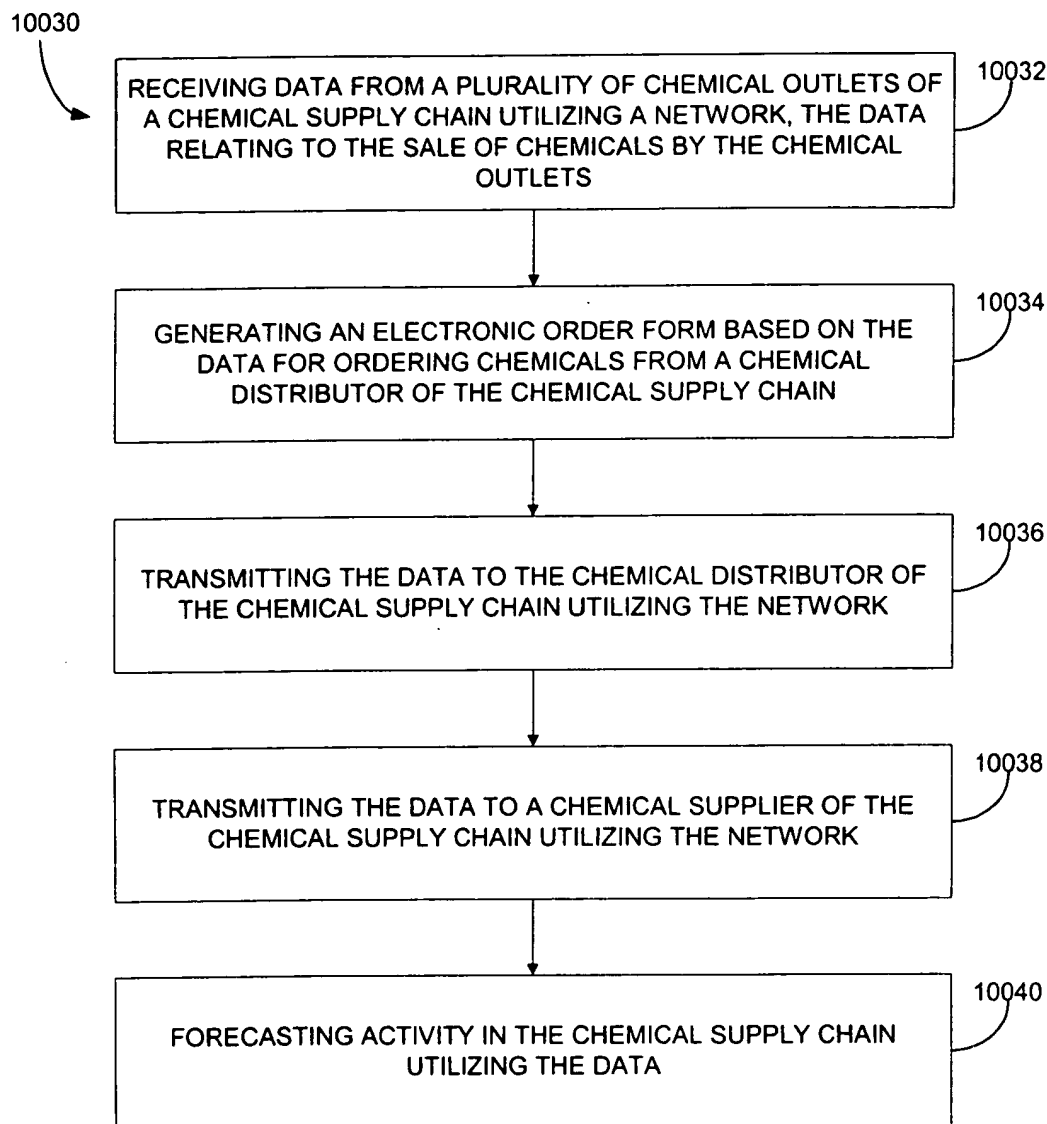 10030
RECEIVING DATA FROM A PLURALITY OF CHEMICAL OUTLETS OF
A CHEMICAL SUPPLY CHAIN UTILIZING A NETWORK, THE DATA
RELATING TO THE SALE OF CHEMICALS BY THE CHEMICAL
OUTLETS
10032
GENERATING AN ELECTRONIC ORDER FORM BASED ON THE
DATA FOR ORDERING CHEMICALS FROM A CHEMICAL
DISTRIBUTOR OF THE CHEMICAL SUPPLY CHAIN
10034
TRANSMITTING THE DATA TO THE CHEMICAL DISTRIBUTOR OF
THE CHEMICAL SUPPLY CHAIN UTILIZING THE NETWORK
10036
TRANSMITTING THE DATA TO A CHEMICAL SUPPLIER OF THE
CHEMICAL SUPPLY CHAIN UTILIZING THE NETWORK
10038
FORECASTING ACTIVITY IN THE CHEMICAL SUPPLY CHAIN
UTILIZING THE DATA
10040